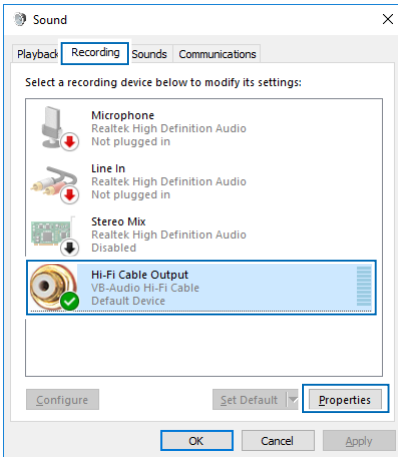 Sound
Playback Recording Sounds Communications
Select a recording device below to modify its settings:
Microphone
Realtek High Definition Audio
Not plugged in
Line In
Realtek High Definition Audio
Not plugged in
Stereo Mix
Realtek High Definition Audio
Disabled
Hi-Fi Cable Output
VB-Audio Hi-Fi Cable
Default Device
Configure Set Default Properties
OK Cancel Apply